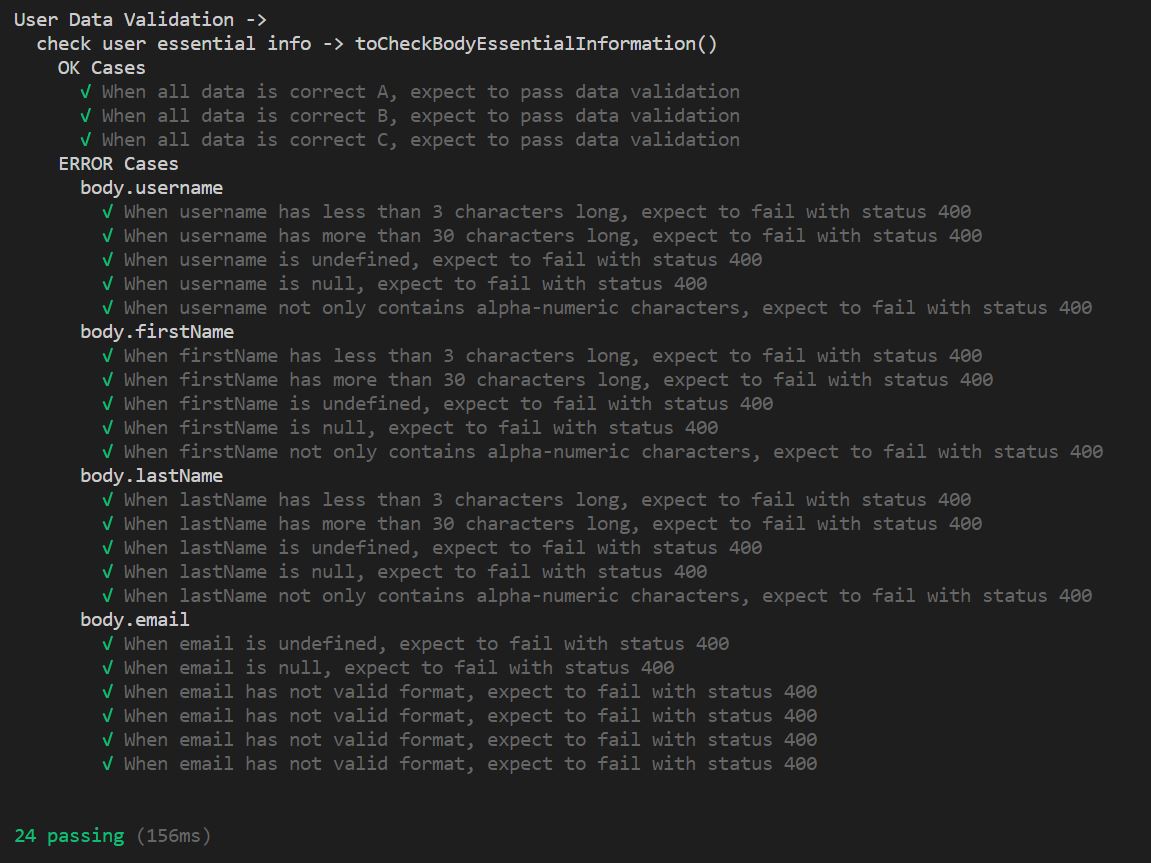 User Data Validation ->
check user essential info -> toCheckBodyEssentialInformation()
OK Cases
√ When all data is correct A, expect to pass data validation
√ When all data is correct B, expect to pass data validation
√ When all data is correct C, expect to pass data validation
ERROR Cases
body.username
√ When username has less than 3 characters long, expect to fail with status 400
√ When username has more than 30 characters long, expect to fail with status 400
√ When username is undefined, expect to fail with status 400
√ When username is null, expect to fail with status 400
√ When username not only contains alpha-numeric characters, expect to fail with status 400
body.firstName
√ When firstName has less than 3 characters long, expect to fail with status 400
√ When firstName has more than 30 characters long, expect to fail with status 400
√ When firstName is undefined, expect to fail with status 400
√ When firstName is null, expect to fail with status 400
√ When firstName not only contains alpha-numeric characters, expect to fail with status 400
body.lastName
√ When lastName has less than 3 characters long, expect to fail with status 400
√ When lastName has more than 30 characters long, expect to fail with status 400
√ When lastName is undefined, expect to fail with status 400
√ When lastName is null, expect to fail with status 400
√ When lastName not only contains alpha-numeric characters, expect to fail with status 400
body.email
√ When email is undefined, expect to fail with status 400
√ When email is null, expect to fail with status 400
√ When email has not valid format, expect to fail with status 400
√ When email has not valid format, expect to fail with status 400
√ When email has not valid format, expect to fail with status 400
√ When email has not valid format, expect to fail with status 400
24 passing (156ms)